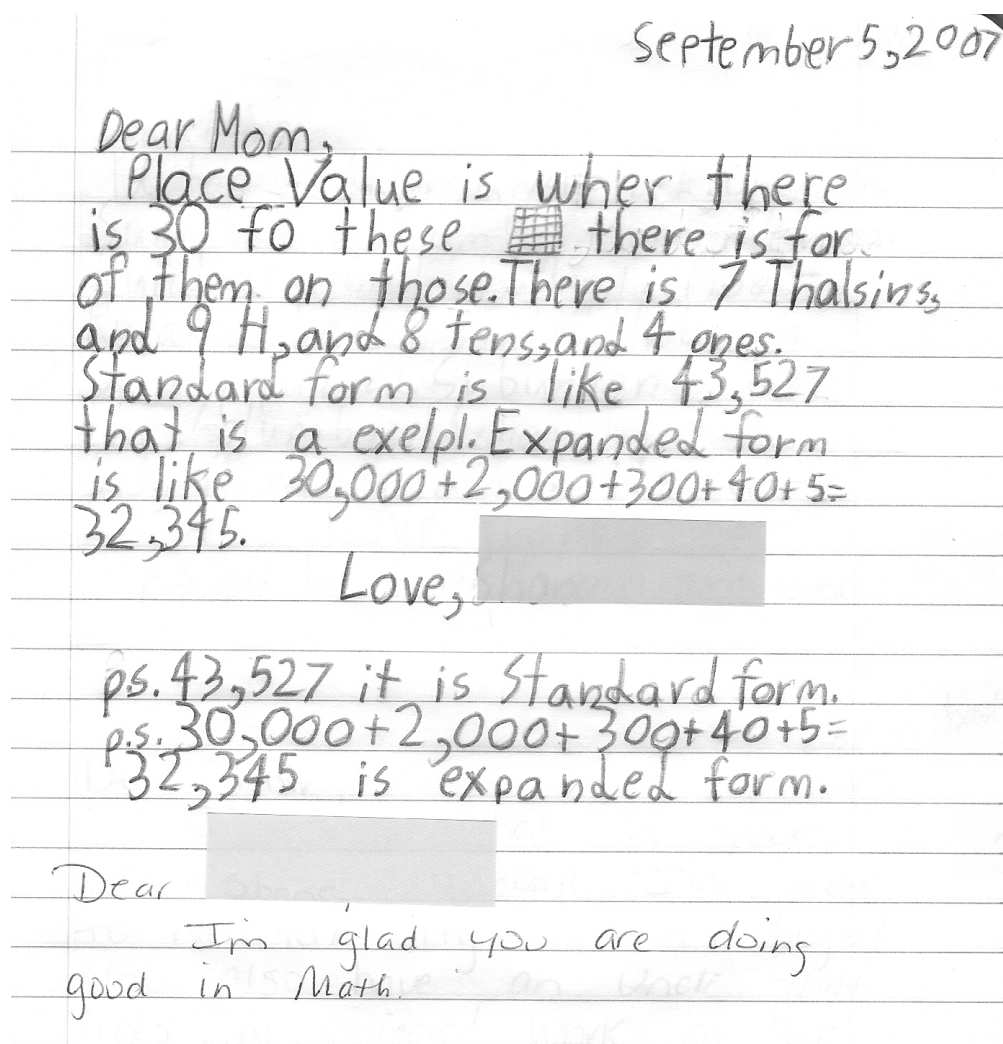 September 5, 2007
Dear Mom,
Place Value is wher there
is 30 fo these there is for
of them on those. There is 7 Thalsins,
and 9 H, and 8 tens, and 4 ones.
Standard form is like 43,527
that is a exelpl. Expanded form
is like 30,000+2,000+300+40+5=
32,345.
Love,
ps. 43,527 it is Standard form.
p.s. 30,000+2,000+300+40+5=
32,345 is expanded form.
Dear
I'm glad you are doing
good in Math.